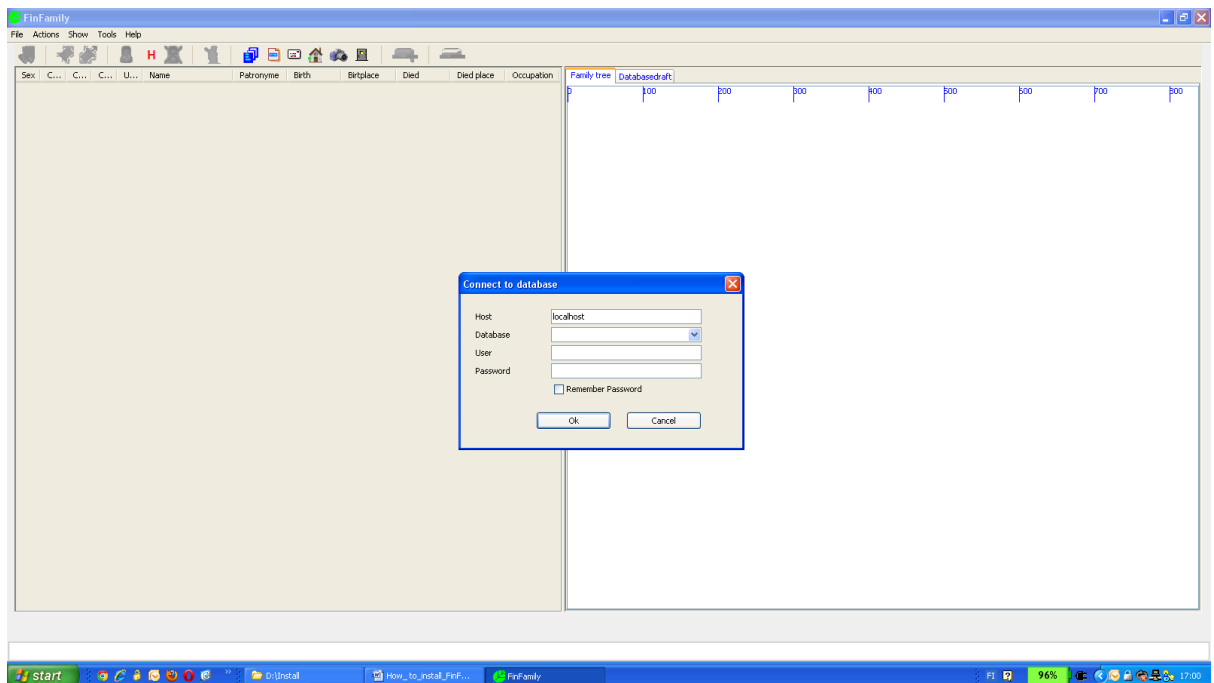 FinFamily
File Actions Show Tools Help
H
Sex C... C... C... U... Name Patronyme Birth Birtplace Died Died place Occupation
Family tree Databasedraft
0 100 200 300 400 500 600 700 800
Connect to database
Host localhost
Database
User
Password
Remember Password
Ok Cancel
start D:\Install How_to_install_FinF... FinFamily FI 96% 17:00